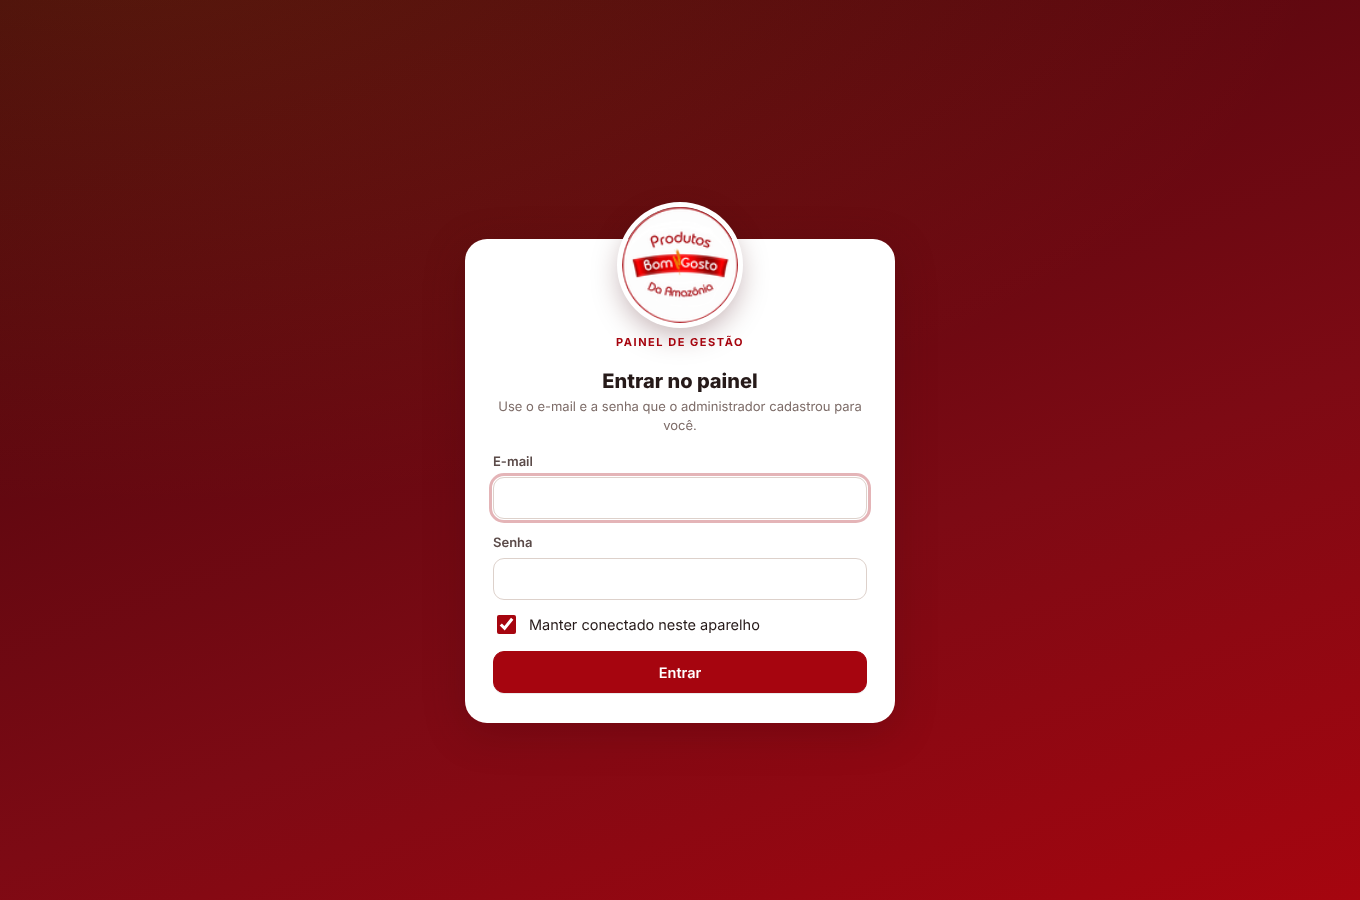 Produtos
Bom Gosto
Da Amazônia
PAINEL DE GESTÃO
Entrar no painel
Use o e-mail e a senha que o administrador cadastrou para
você.
E-mail
Senha
Manter conectado neste aparelho
Entrar